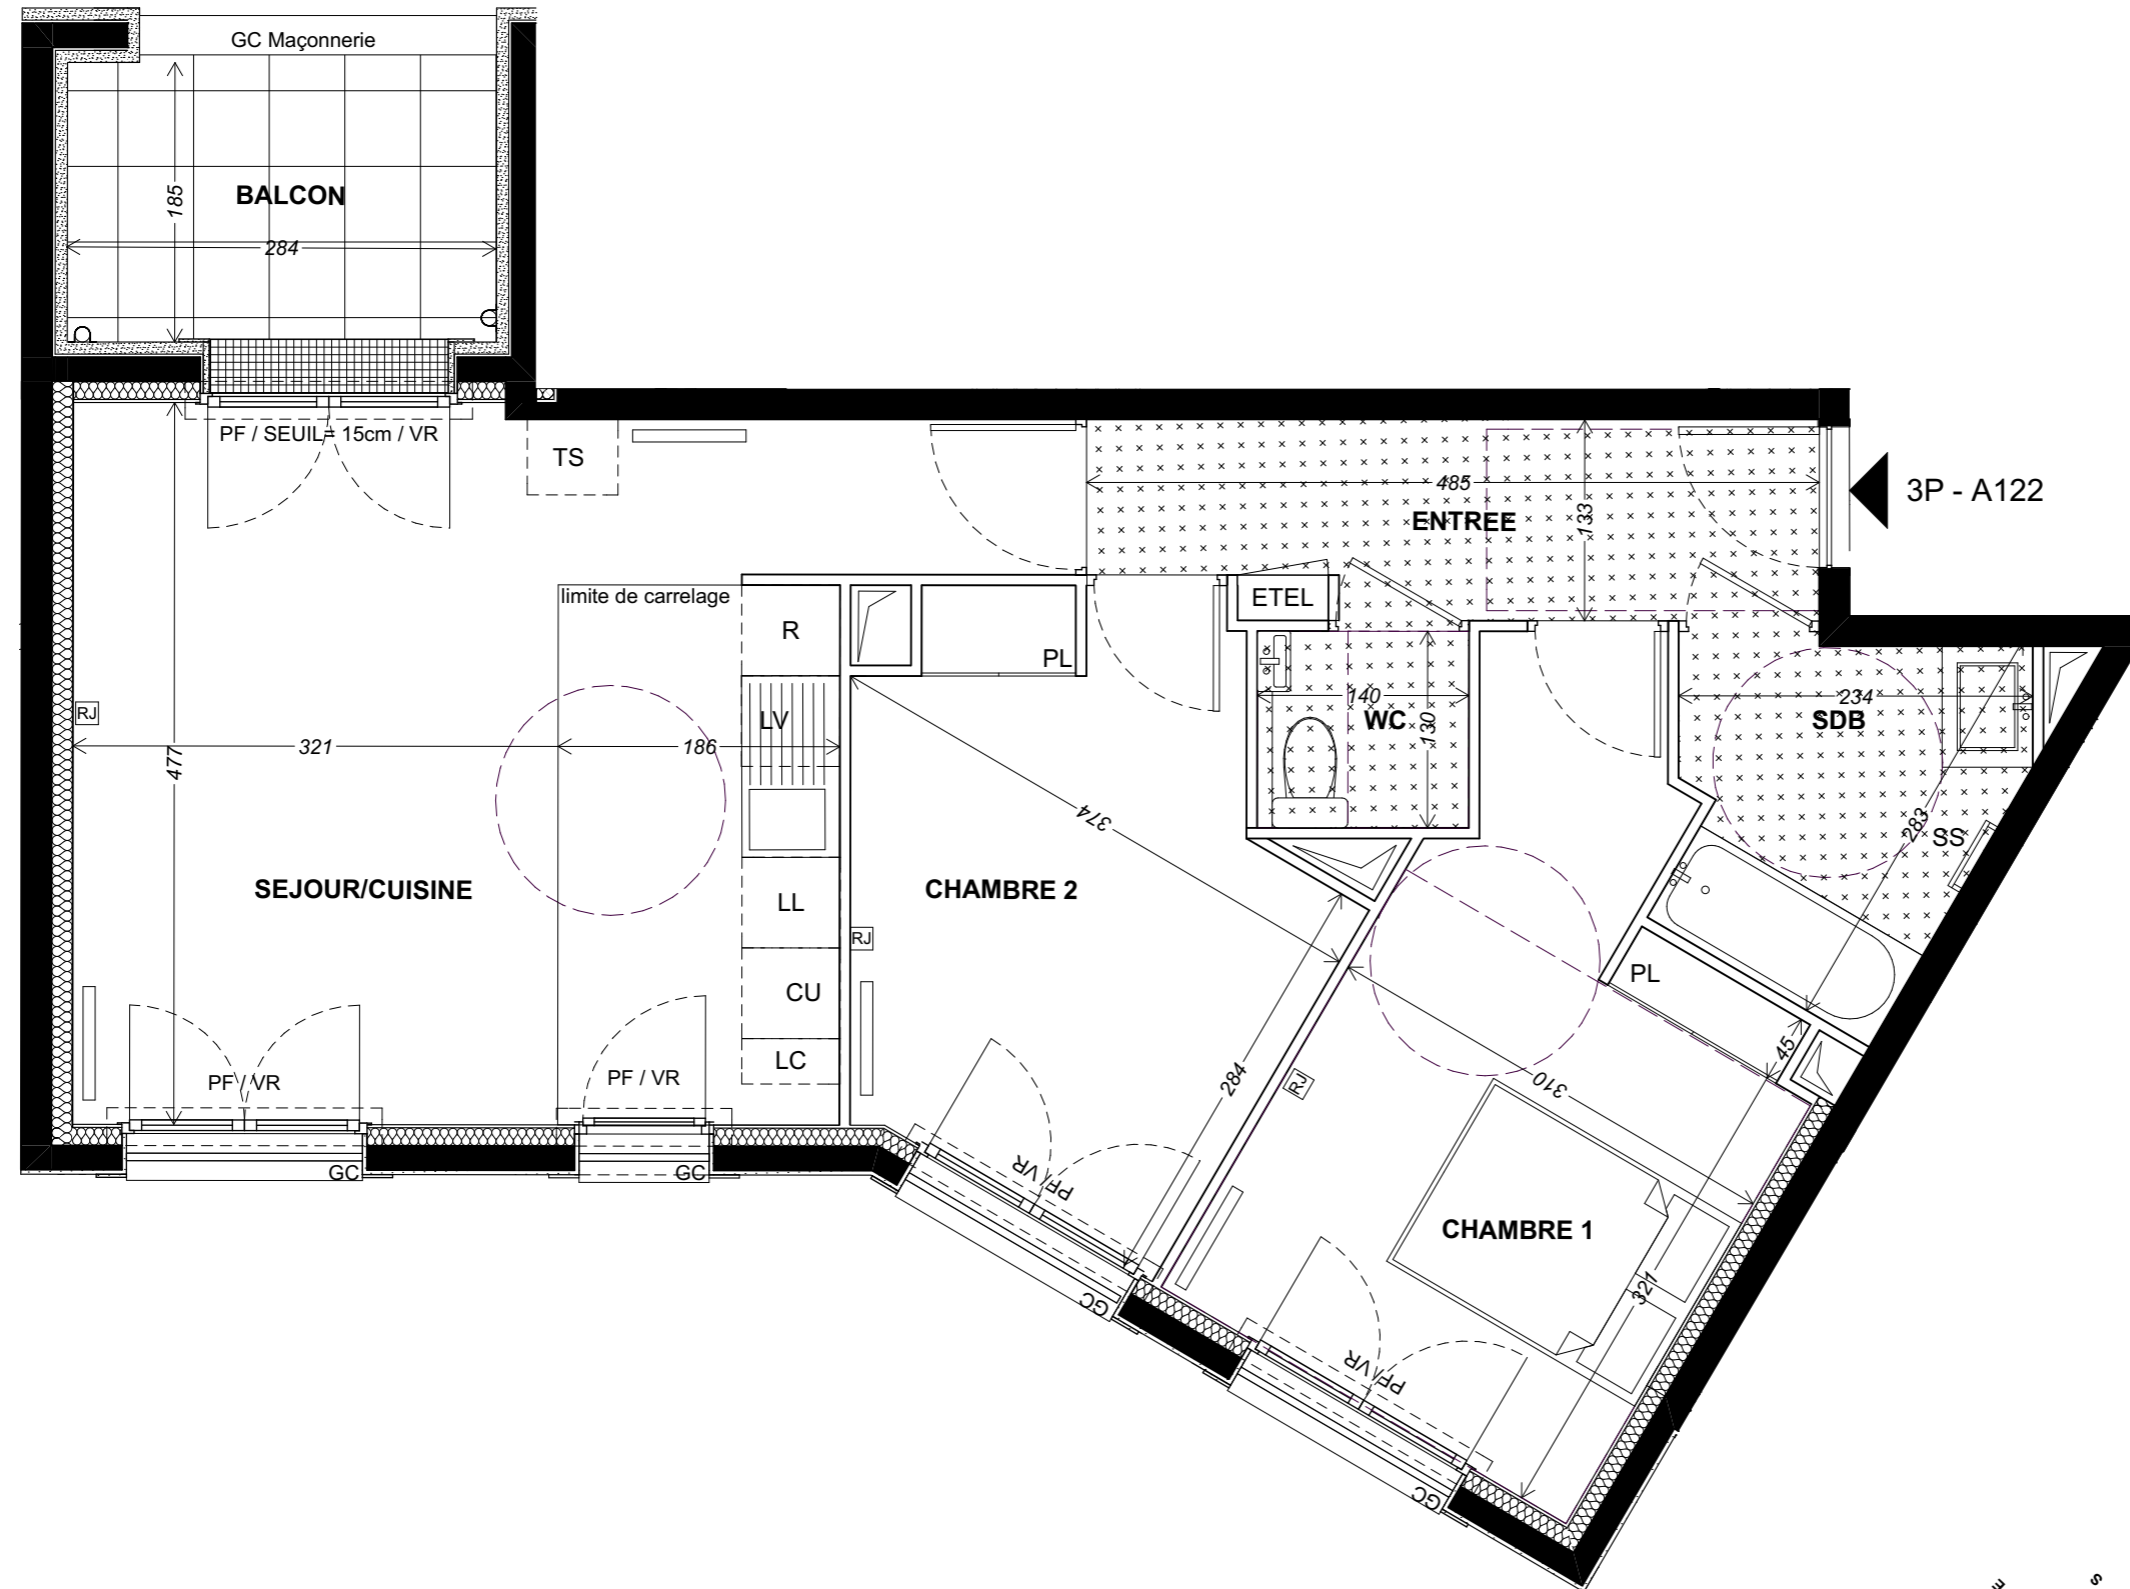 GC Maçonnerie
185
BALCON
284
PF / SEUIL= 15cm / VR
TS
485
3P - A122
ENTREE
133
limite de carrelage
ETEL
R
PL
140
234
RJ
LV
WC
SDB
130
321
186
477
374
283
SS
SEJOUR/CUISINE
CHAMBRE 2
LL
RJ
PL
CU
45
LC
PF / VR
PF / VR
284
RJ
310
GC
GC
PF / VR
CHAMBRE 1
321
GC
PF / VR
GC
E
S